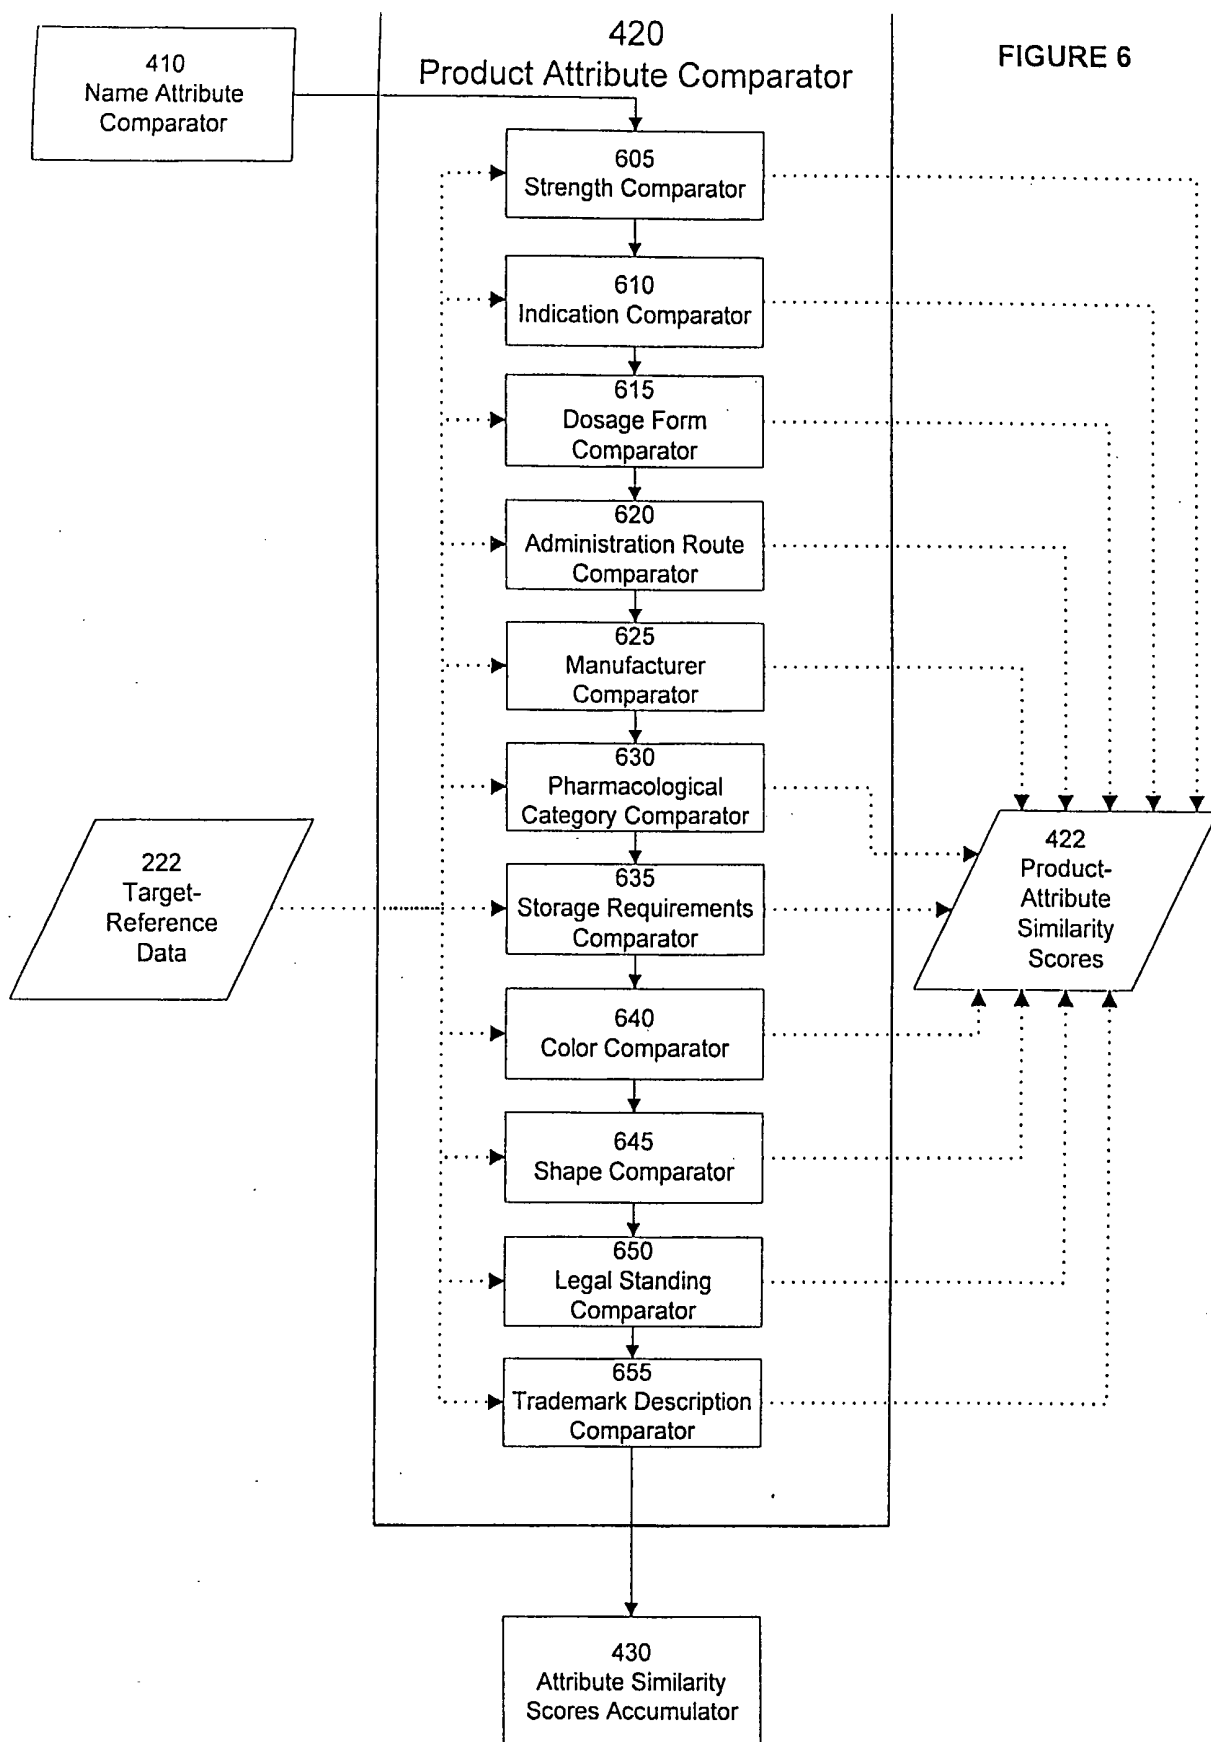 410
Name Attribute
Comparator
420
Product Attribute Comparator
FIGURE 6
605
Strength Comparator
610
Indication Comparator
615
Dosage Form
Comparator
620
Administration Route
Comparator
625
Manufacturer
Comparator
630
Pharmacological
Category Comparator
222
Target-
Reference
Data
635
Storage Requirements
Comparator
422
Product-
Attribute
Similarity
Scores
640
Color Comparator
645
Shape Comparator
650
Legal Standing
Comparator
655
Trademark Description
Comparator
430
Attribute Similarity
Scores Accumulator